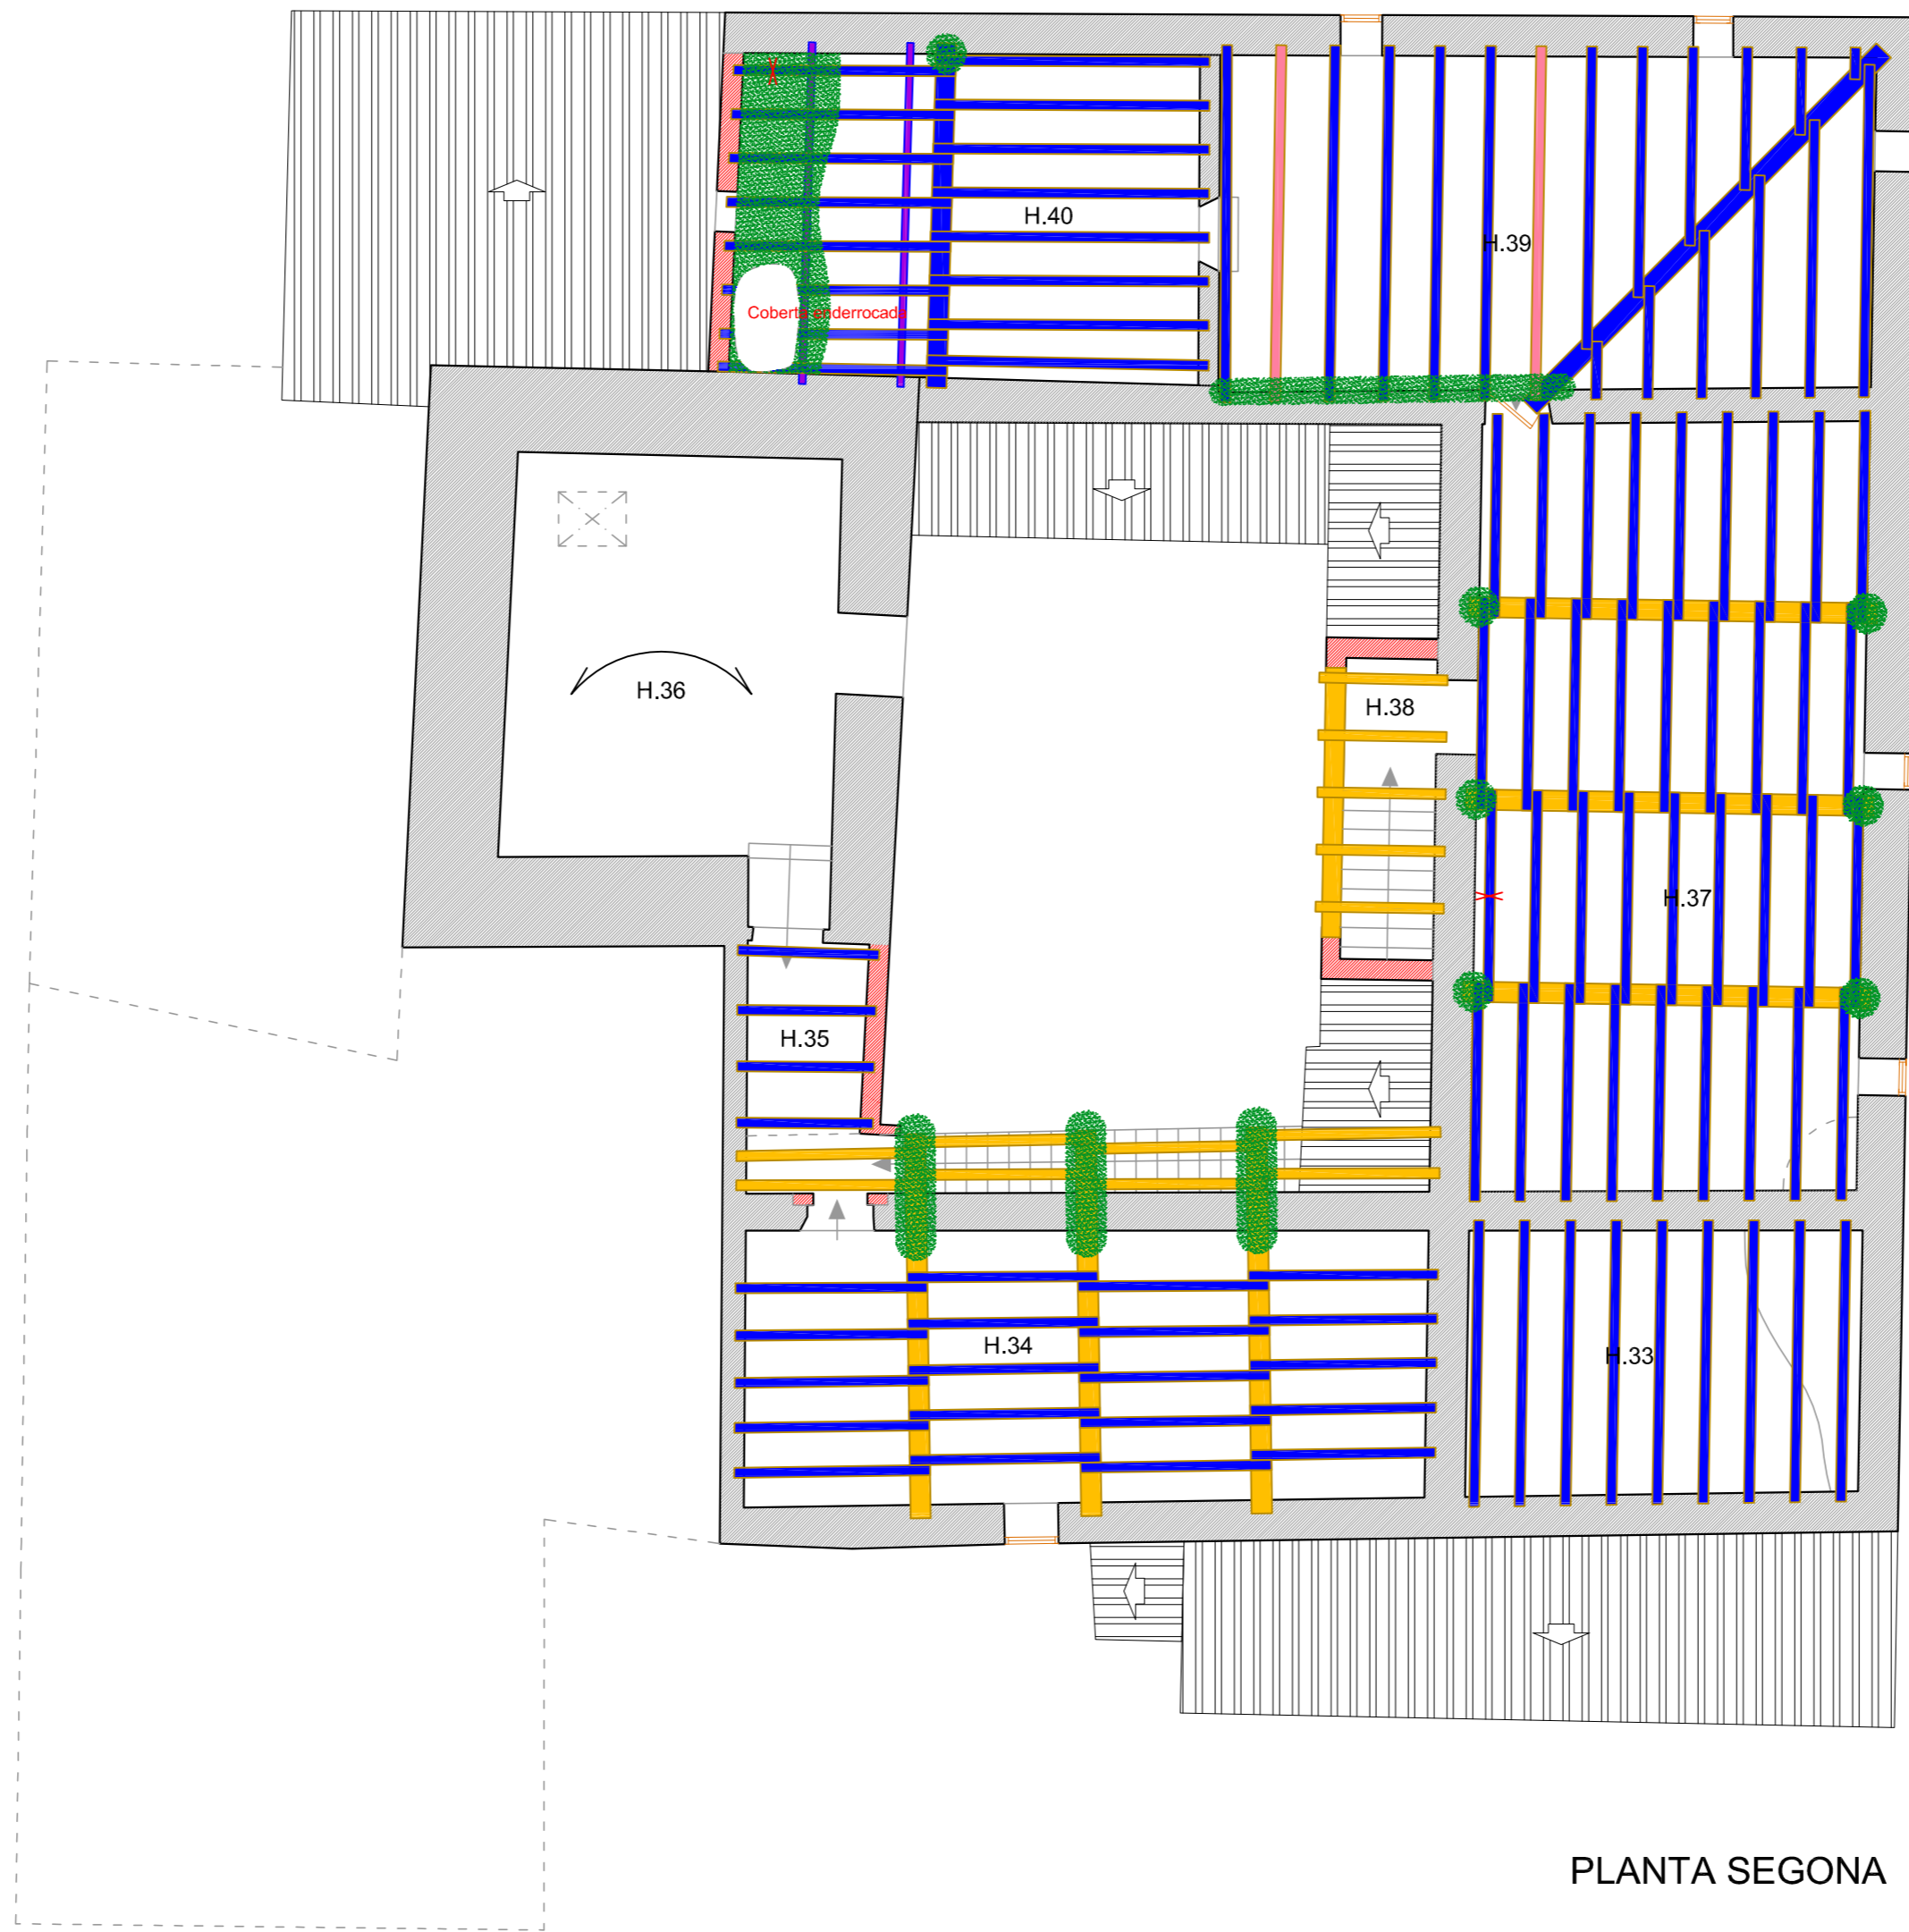 H.40
H.39
Coberta enderrocada
H.36
H.38
H.37
H.35
H.34
H.33
PLANTA SEGONA